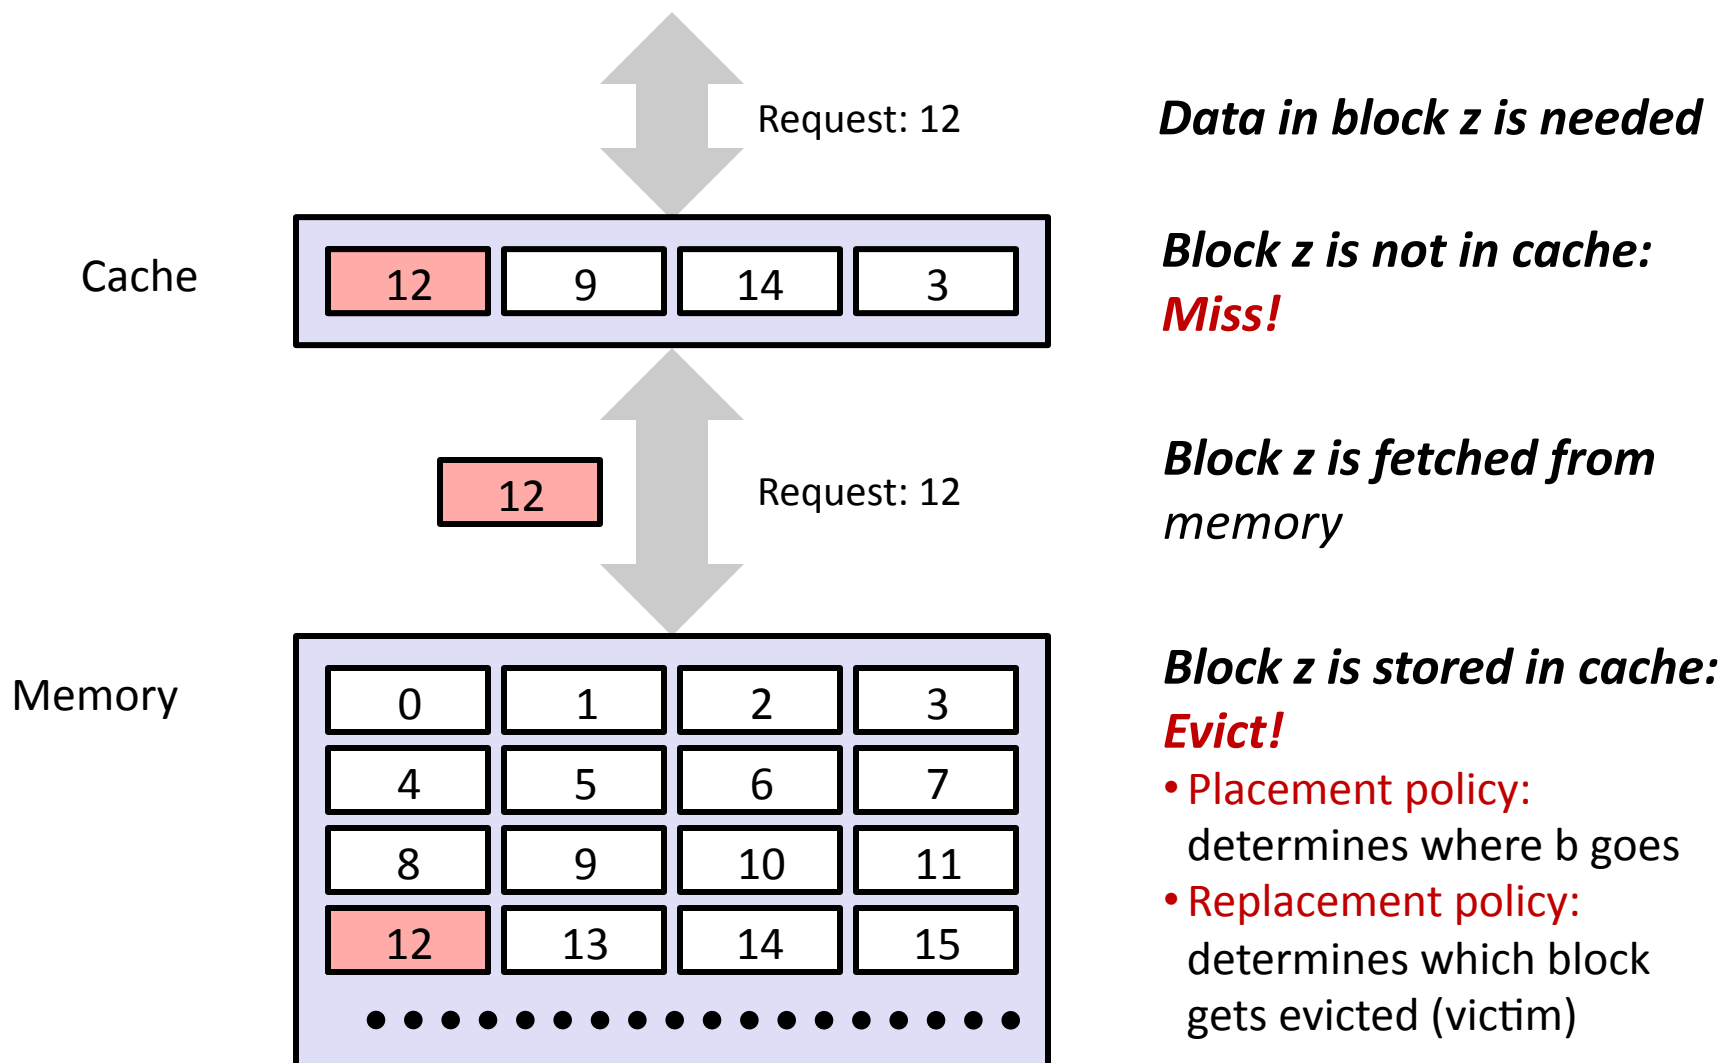 Request: 12
Data in block z is needed
Cache
12 9 14 3
Block z is not in cache:
Miss!
12
Request: 12
Block z is fetched from
memory
Memory
0 1 2 3
4 5 6 7
8 9 10 11
12 13 14 15
Block z is stored in cache:
Evict!
• Placement policy:
determines where b goes
• Replacement policy:
determines which block
gets evicted (victim)